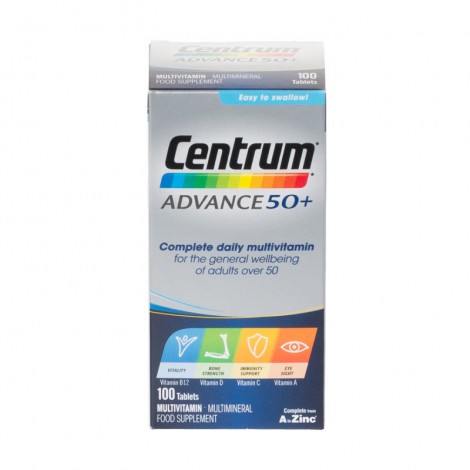 Centrum®
ADVANCE 50+
MULTIVITAMIN - MULTIMINERAL
FOOD SUPPLEMENT
100
Tablets
Easy to swallow!
Centrum®
ADVANCE 50+
Complete daily multivitamin
for the general wellbeing
of adults over 50
VITALITY
BONE
STRENGTH
IMMUNITY
SUPPORT
EYE
SIGHT
Vitamin B12
Vitamin D
Vitamin C
Vitamin A
100 Tablets
MULTIVITAMIN - MULTIMINERAL
FOOD SUPPLEMENT
Complete from
A to Zinc®